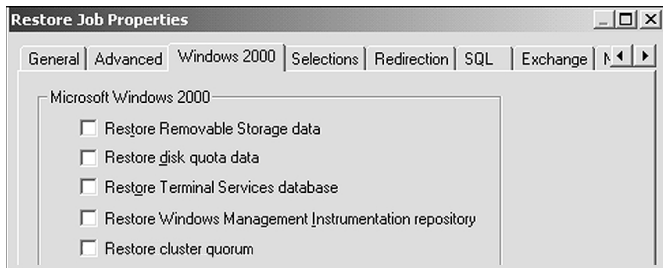 Restore Job Properties
General Advanced Windows 2000 Selections Redirection SQL Exchange
Microsoft Windows 2000
Restore Removable Storage data
Restore disk quota data
Restore Terminal Services database
Restore Windows Management Instrumentation repository
Restore cluster quorum